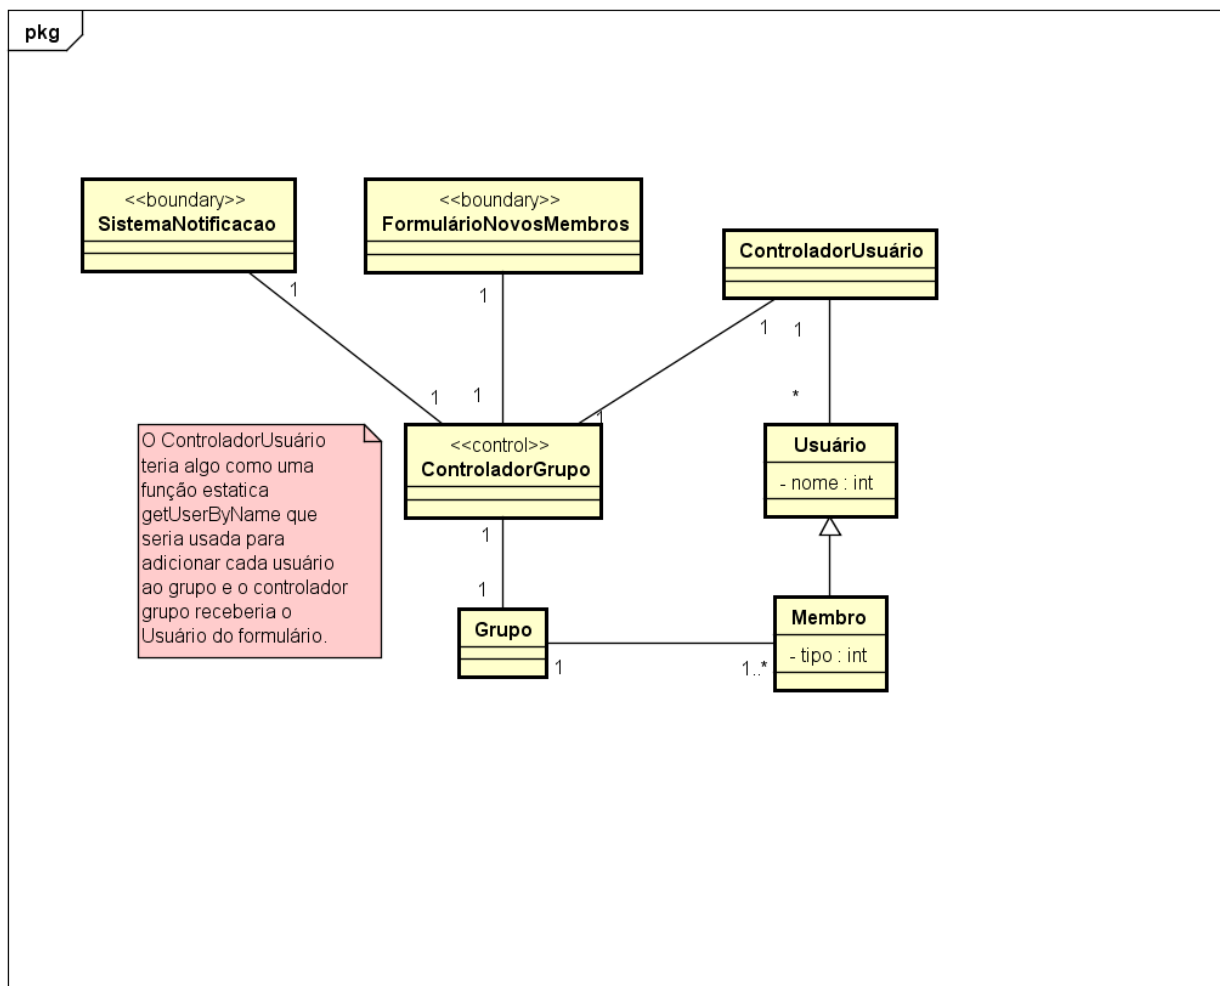 pkg
<<boundary>>
SistemaNotificacao
<<boundary>>
FormulárioNovosMembros
ControladorUsuário
1
1
1
1
1
1
*
1
O ControladorUsuário
teria algo como uma
função estatica
getUserByName que
seria usada para
adicionar cada usuário
ao grupo e o controlador
grupo receberia o
Usuário do formulário.
<<control>>
ControladorGrupo
Usuário
- nome : int
1
1
Grupo
1
1..*
Membro
- tipo : int